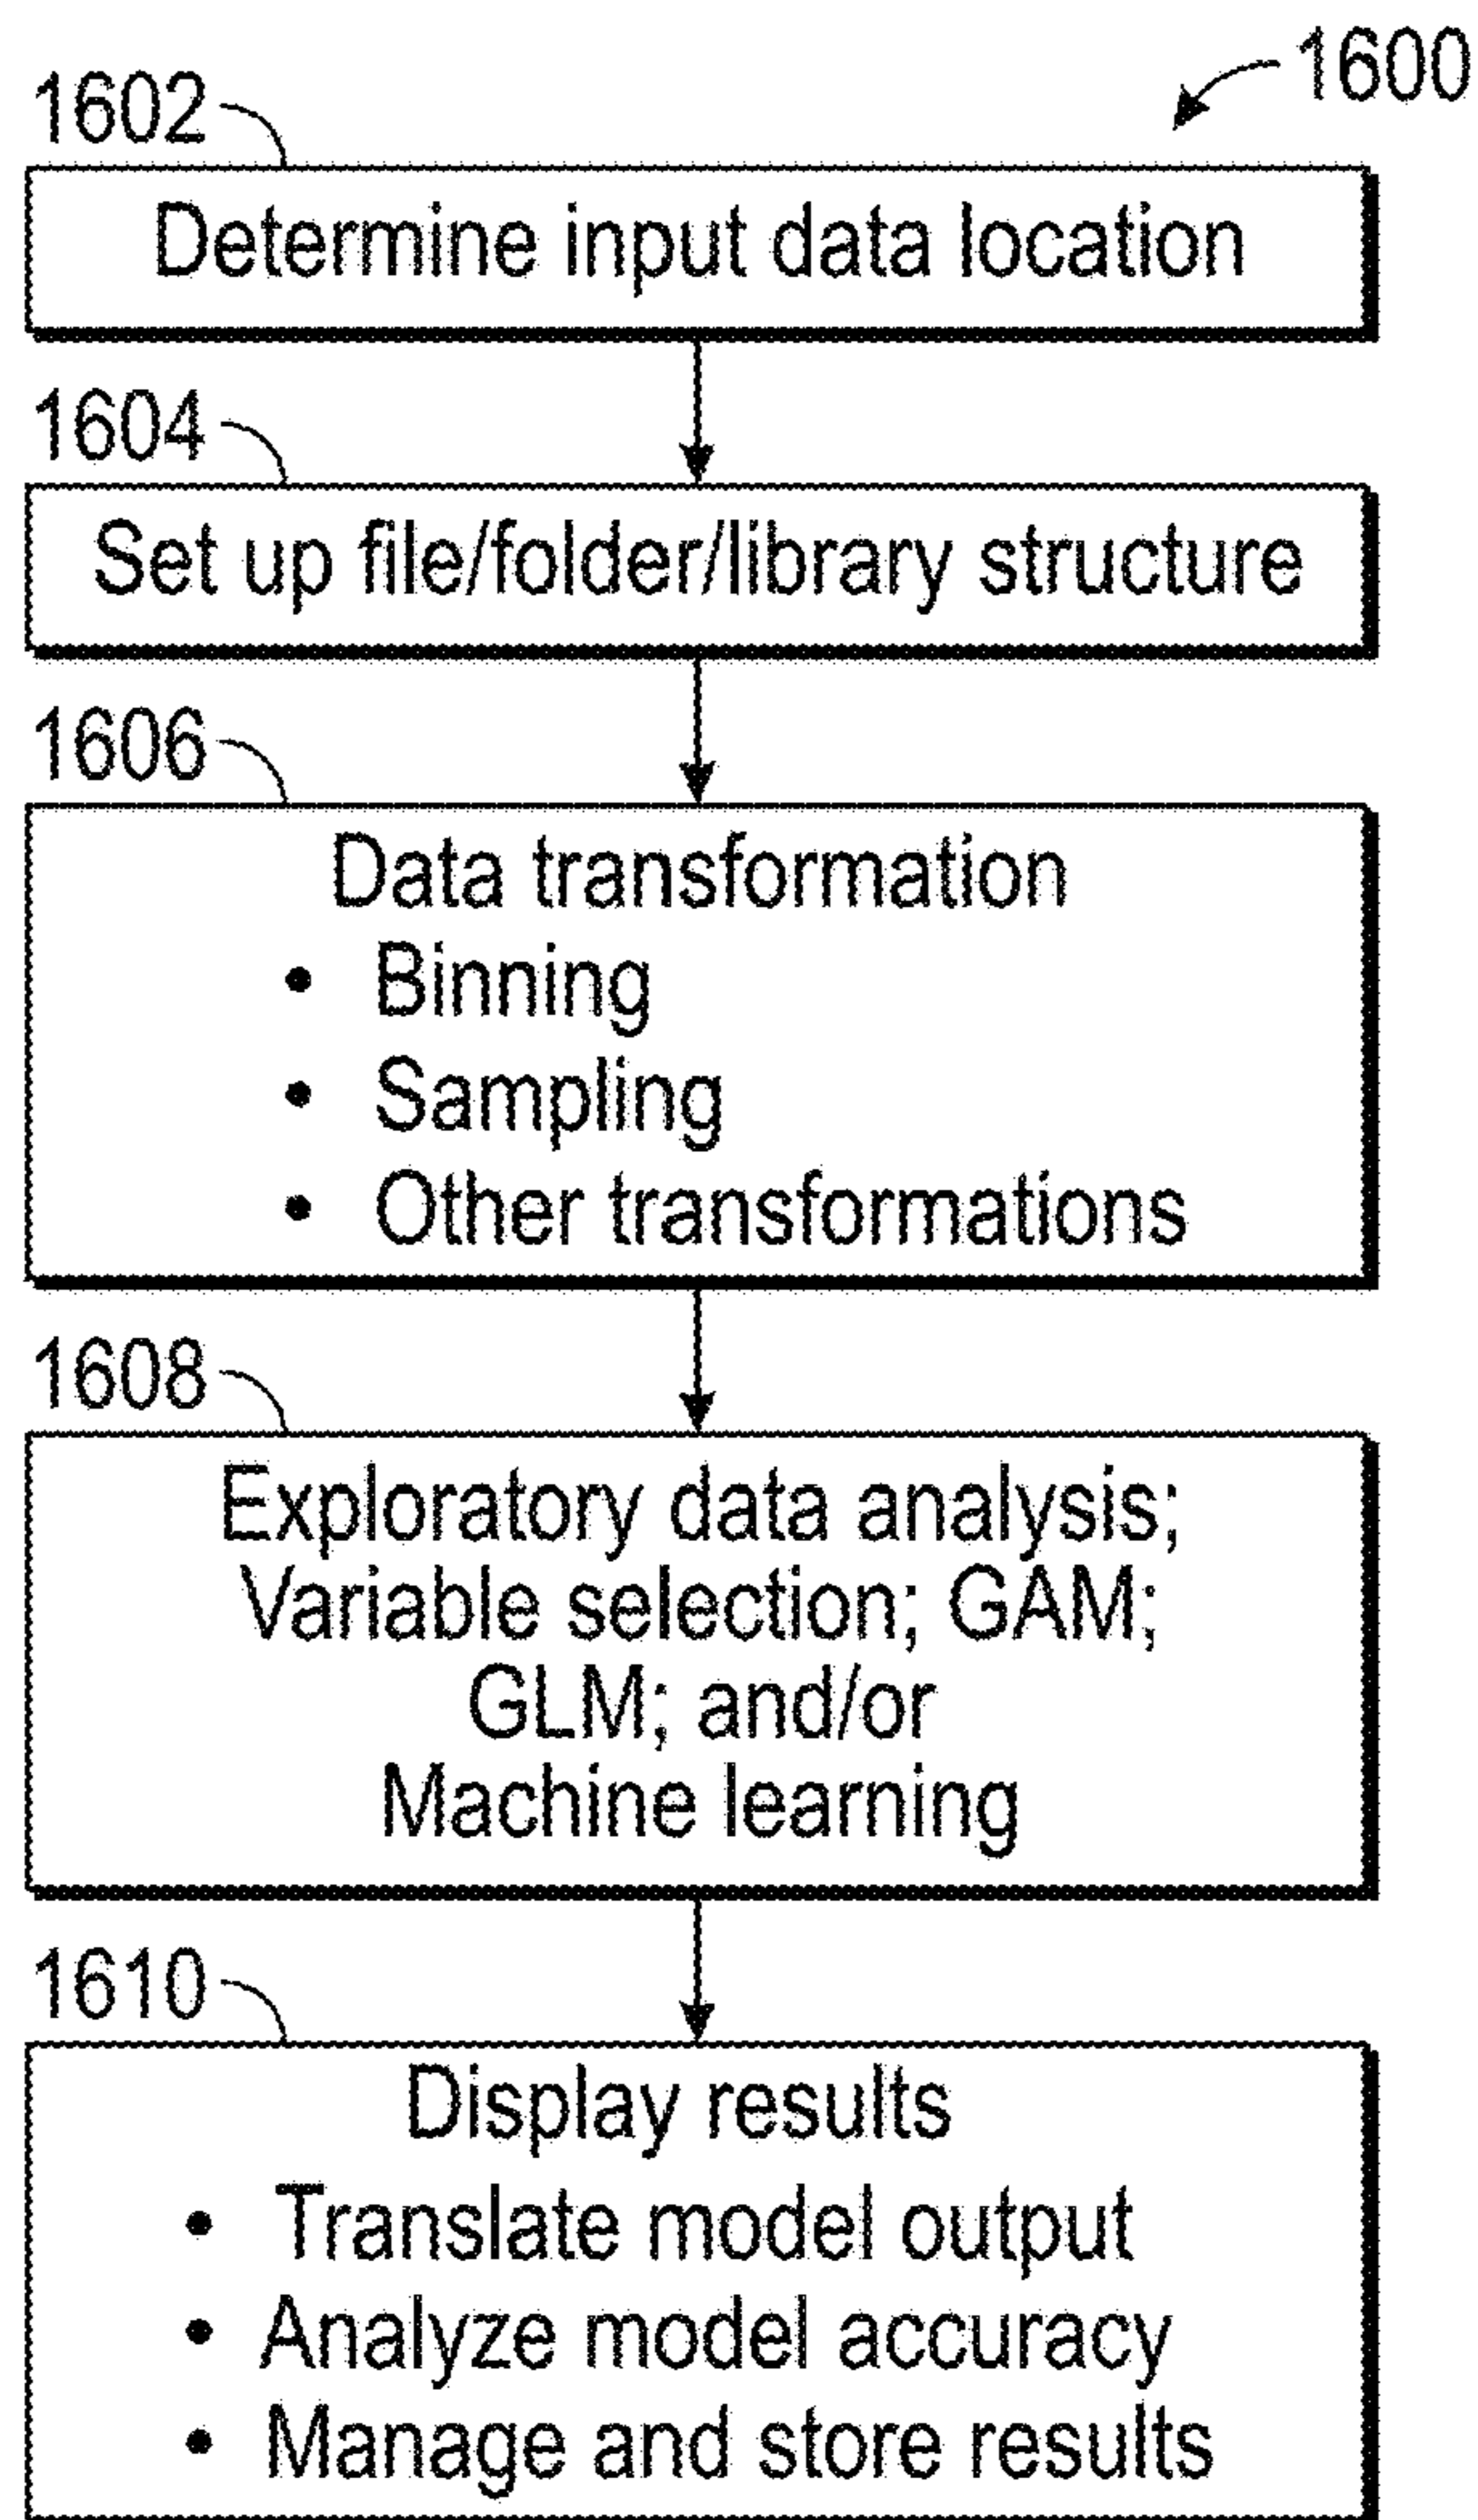 1600
1602
Determine input data location
1604
Set up file/folder/library structure
1606
Data transformation
• Binning
• Sampling
• Other transformations
1608
Exploratory data analysis;
Variable selection; GAM;
GLM; and/or
Machine learning
1610
Display results
• Translate model output
• Analyze model accuracy
• Manage and store results